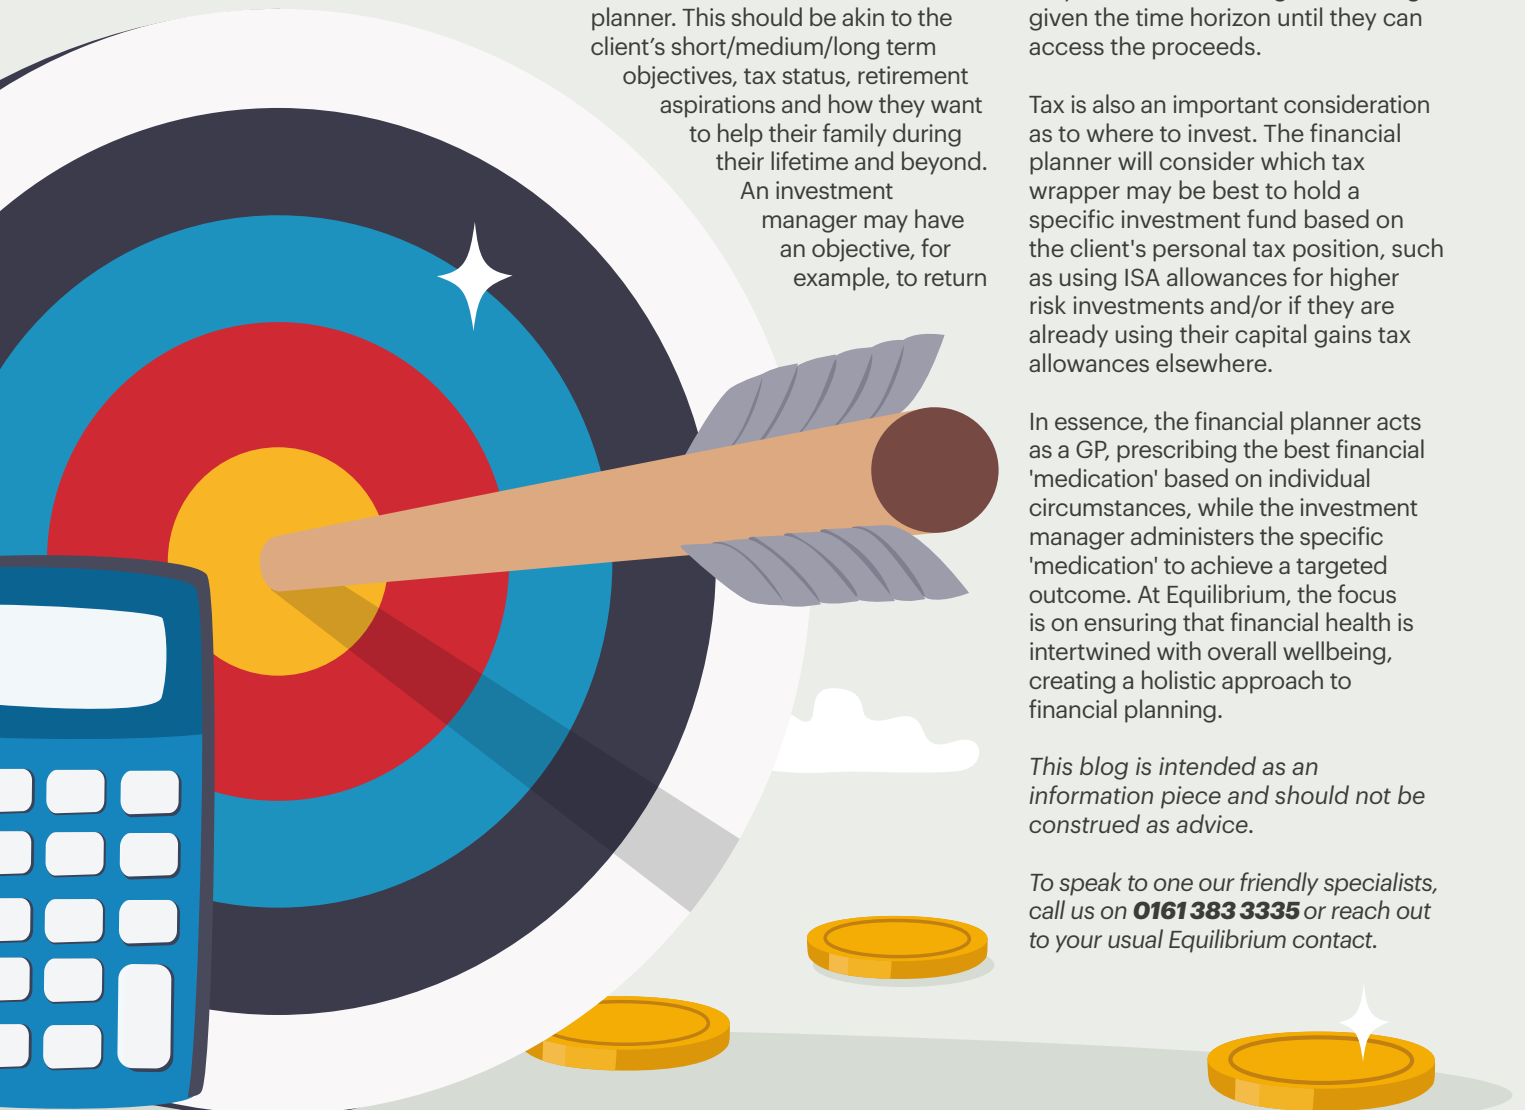 planner. This should be akin to the
client's short/medium/long term
objectives, tax status, retirement
aspirations and how they want
to help their family during
their lifetime and beyond.
An investment
manager may have
an objective, for
example, to return
given the time horizon until they can
access the proceeds.
Tax is also an important consideration
as to where to invest. The financial
planner will consider which tax
wrapper may be best to hold a
specific investment fund based on
the client's personal tax position, such
as using ISA allowances for higher
risk investments and/or if they are
already using their capital gains tax
allowances elsewhere.
In essence, the financial planner acts
as a GP, prescribing the best financial
'medication' based on individual
circumstances, while the investment
manager administers the specific
'medication' to achieve a targeted
outcome. At Equilibrium, the focus
is on ensuring that financial health is
intertwined with overall wellbeing,
creating a holistic approach to
financial planning.
This blog is intended as an
information piece and should not be
construed as advice.
To speak to one our friendly specialists,
call us on 0161 383 3335 or reach out
to your usual Equilibrium contact.